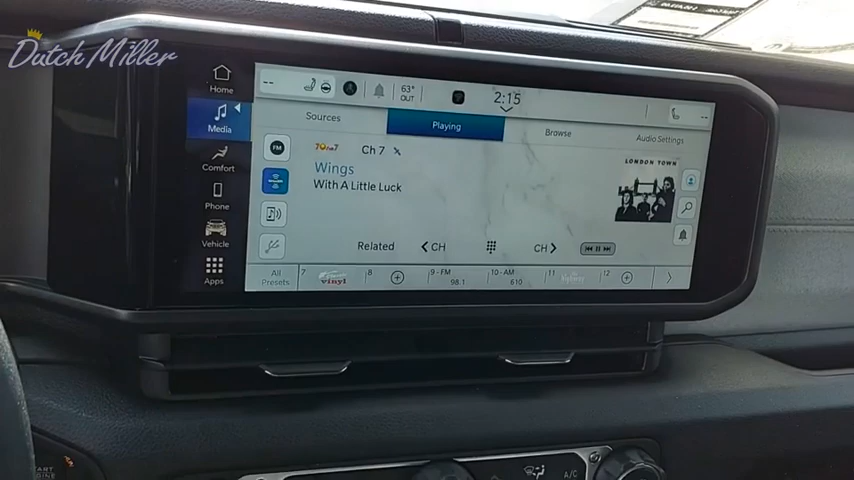 Dutch Miller
Home
Media
Comfort
Phone
Vehicle
Apps
-- 63° OUT 2:15 --
Sources Playing Browse Audio Settings
FM
70on7 Ch 7
Wings
With A Little Luck
LONDON TOWN
Related CH CH
All Presets
7 vinyl 8 9 - FM 98.1 10 - AM 610 11 highway 12
A/C